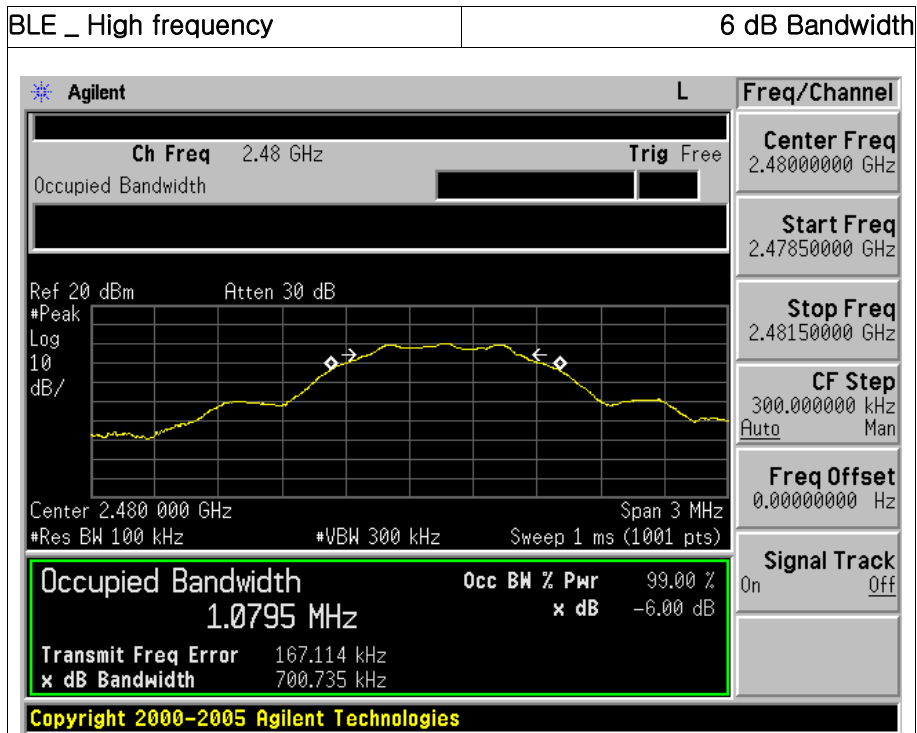 BLE _ High frequency 6 dB Bandwidth
Agilent L Freq/Channel
Ch Freq 2.48 GHz Trig Free
Occupied Bandwidth
Center Freq
2.48000000 GHz
Start Freq
2.47850000 GHz
Stop Freq
2.48150000 GHz
CF Step
300.000000 kHz
Auto Man
Freq Offset
0.00000000 Hz
Signal Track
On Off
Ref 20 dBm Atten 30 dB
#Peak
Log
10
dB/
Center 2.480 000 GHz Span 3 MHz
#Res BW 100 kHz #VBW 300 kHz Sweep 1 ms (1001 pts)
Occupied Bandwidth Occ BW % Pwr 99.00 %
1.0795 MHz x dB -6.00 dB
Transmit Freq Error 167.114 kHz
x dB Bandwidth 700.735 kHz
Copyright 2000-2005 Agilent Technologies